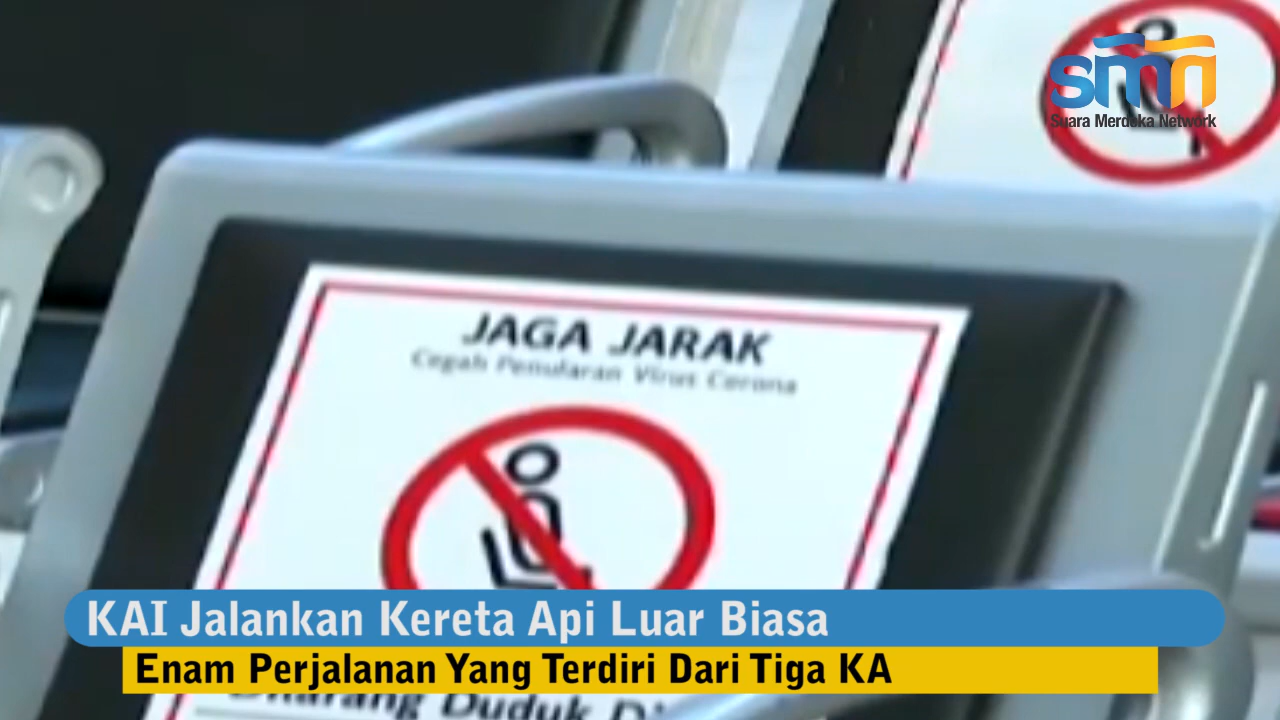 smn
Suara Merdeka Network
JAGA JARAK
Cegah Penularan Virus Corona
KAI Jalankan Kereta Api Luar Biasa
Enam Perjalanan Yang Terdiri Dari Tiga KA
Duduk